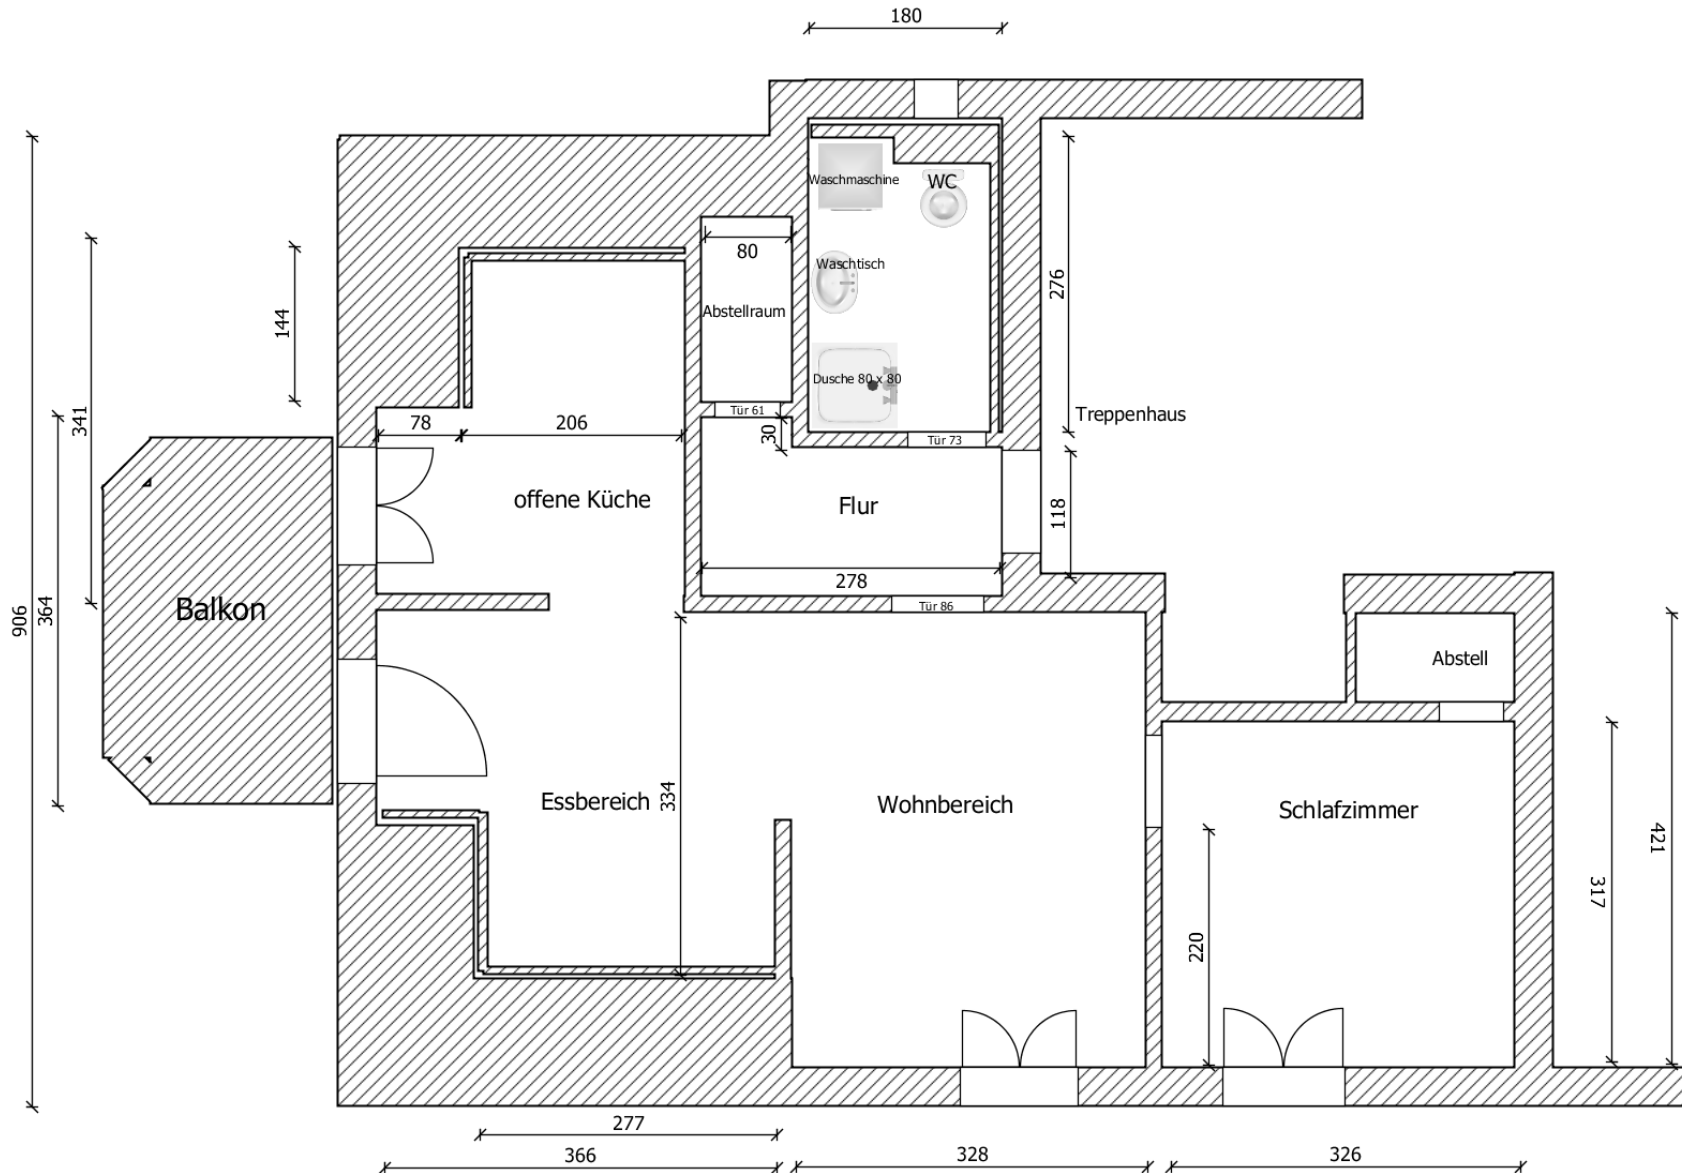 180
Waschmaschine
WC
80
Waschtisch
276
Abstellraum
144
Dusche 80 x 80
Tür 61
Treppenhaus
341
78
206
30
Tür 73
offene Küche
Flur
118
278
Tür 86
Balkon
906
364
Abstell
Essbereich
334
Wohnbereich
Schlafzimmer
421
317
220
277
366
328
326